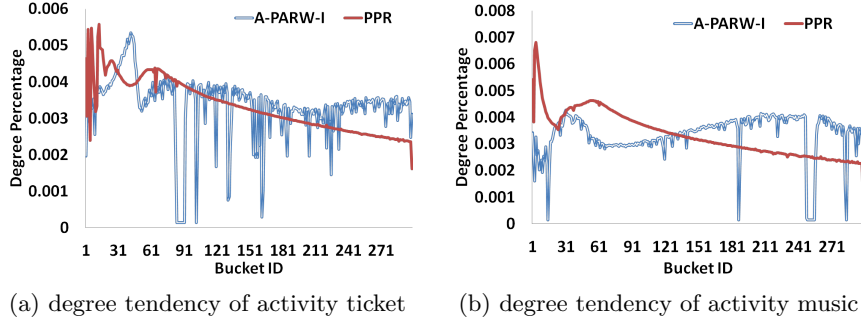 0.006
0.005
0.004
0.003
0.002
0.001
0
Degree Percentage
A-PARW-I PPR
1 31 61 91 121 151 181 211 241 271
Bucket ID
(a) degree tendency of activity ticket
0.008
0.007
0.006
0.005
0.004
0.003
0.002
0.001
0
Degree Percentage
A-PARW-I PPR
1 31 61 91 121 151 181 211 241 271
Bucket ID
(b) degree tendency of activity music